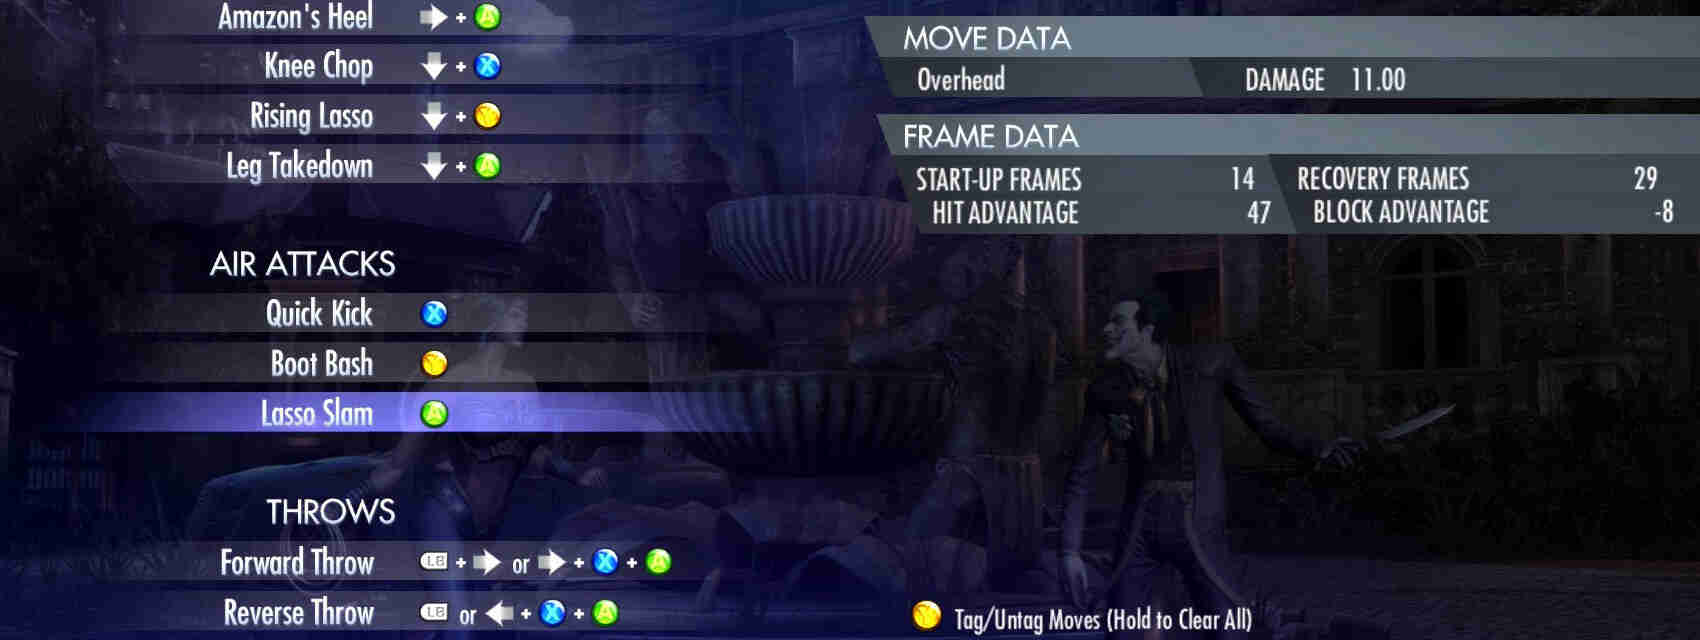 Amazon's Heel + A
Knee Chop + X
Rising Lasso + Y
Leg Takedown + A
AIR ATTACKS
Quick Kick X
Boot Bash Y
Lasso Slam A
THROWS
Forward Throw LB + or + X + A
Reverse Throw LB or + X + A
MOVE DATA
Overhead DAMAGE 11.00
FRAME DATA
START-UP FRAMES 14 RECOVERY FRAMES 29
HIT ADVANTAGE 47 BLOCK ADVANTAGE -8
Y Tag/Untag Moves (Hold to Clear All)